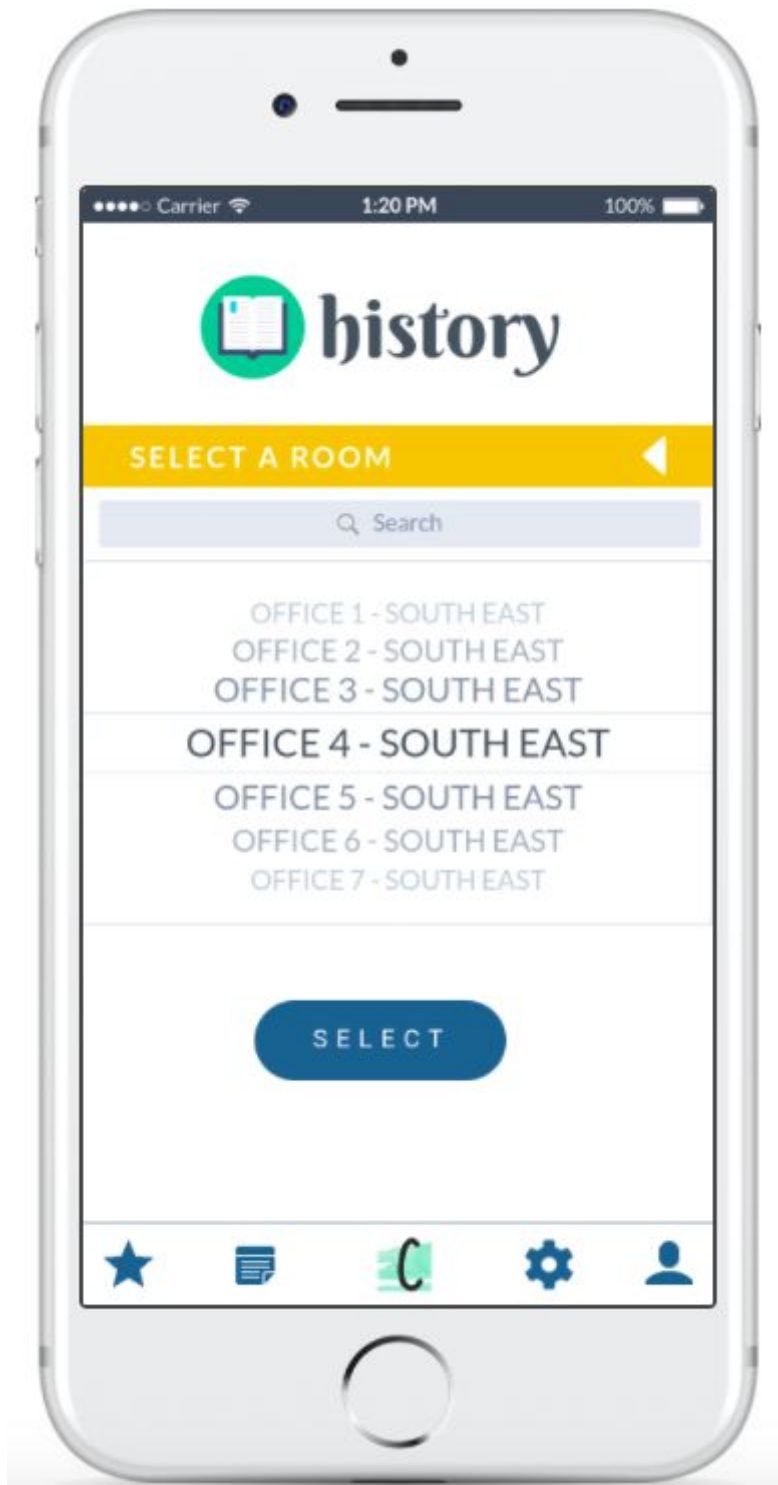 Carrier 1:20 PM 100%
history
SELECT A ROOM
Search
OFFICE 1 - SOUTH EAST
OFFICE 2 - SOUTH EAST
OFFICE 3 - SOUTH EAST
OFFICE 4 - SOUTH EAST
OFFICE 5 - SOUTH EAST
OFFICE 6 - SOUTH EAST
OFFICE 7 - SOUTH EAST
SELECT
C